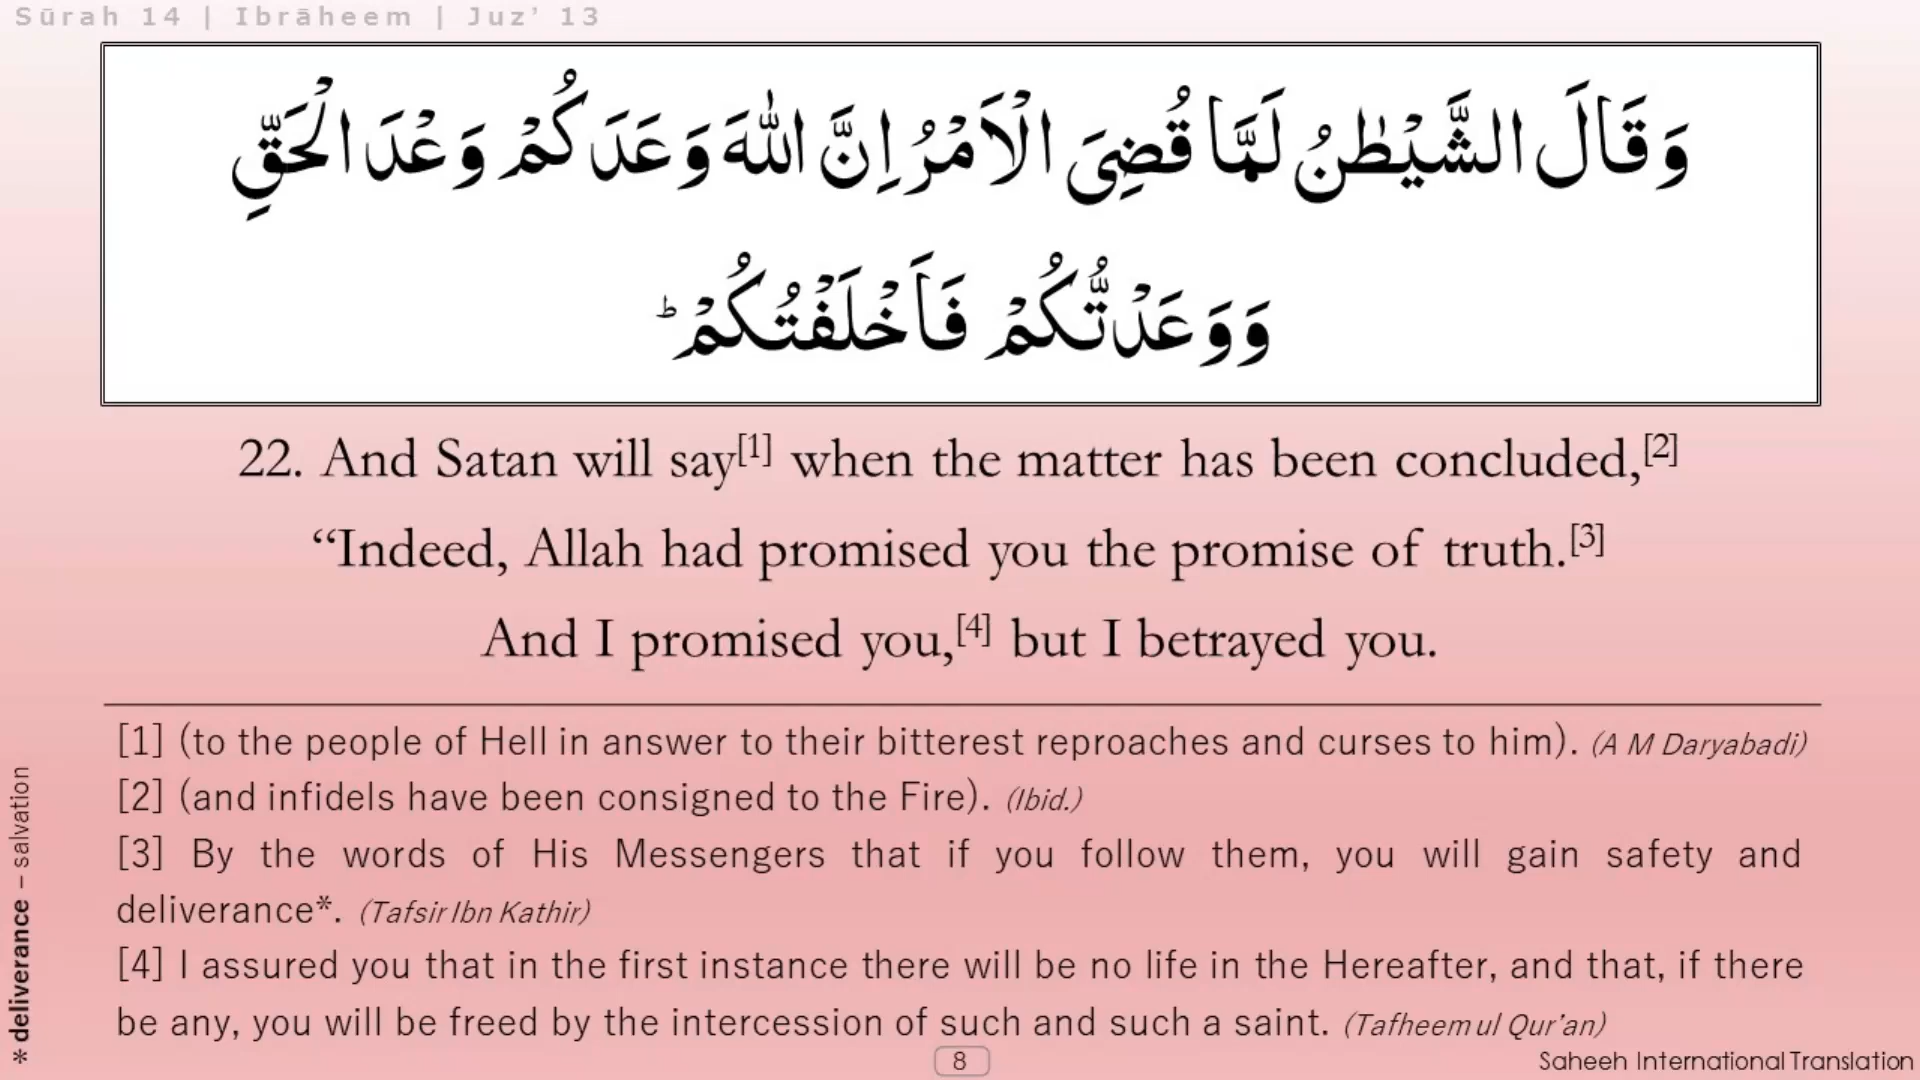 Sūrah 14 | Ibrāheem | Juz’ 13
وَقَالَ الشَّيْطٰنُ لَمَّا قُضِىَ الْاَمْرُ اِنَّ اللّٰهَ وَعَدَكُمْ وَعْدَ الْحَقِّ
وَوَعَدْتُّكُمْ فَاَخْلَفْتُكُمْ ؕ
22. And Satan will say[1] when the matter has been concluded,[2]
“Indeed, Allah had promised you the promise of truth.[3]
And I promised you,[4] but I betrayed you.
[1] (to the people of Hell in answer to their bitterest reproaches and curses to him). (A M Daryabadi)
[2] (and infidels have been consigned to the Fire). (Ibid.)
[3] By the words of His Messengers that if you follow them, you will gain safety and
deliverance*. (Tafsir Ibn Kathir)
[4] I assured you that in the first instance there will be no life in the Hereafter, and that, if there
be any, you will be freed by the intercession of such and such a saint. (Tafheem ul Qur’an)
* deliverance – salvation
8
Saheeh International Translation